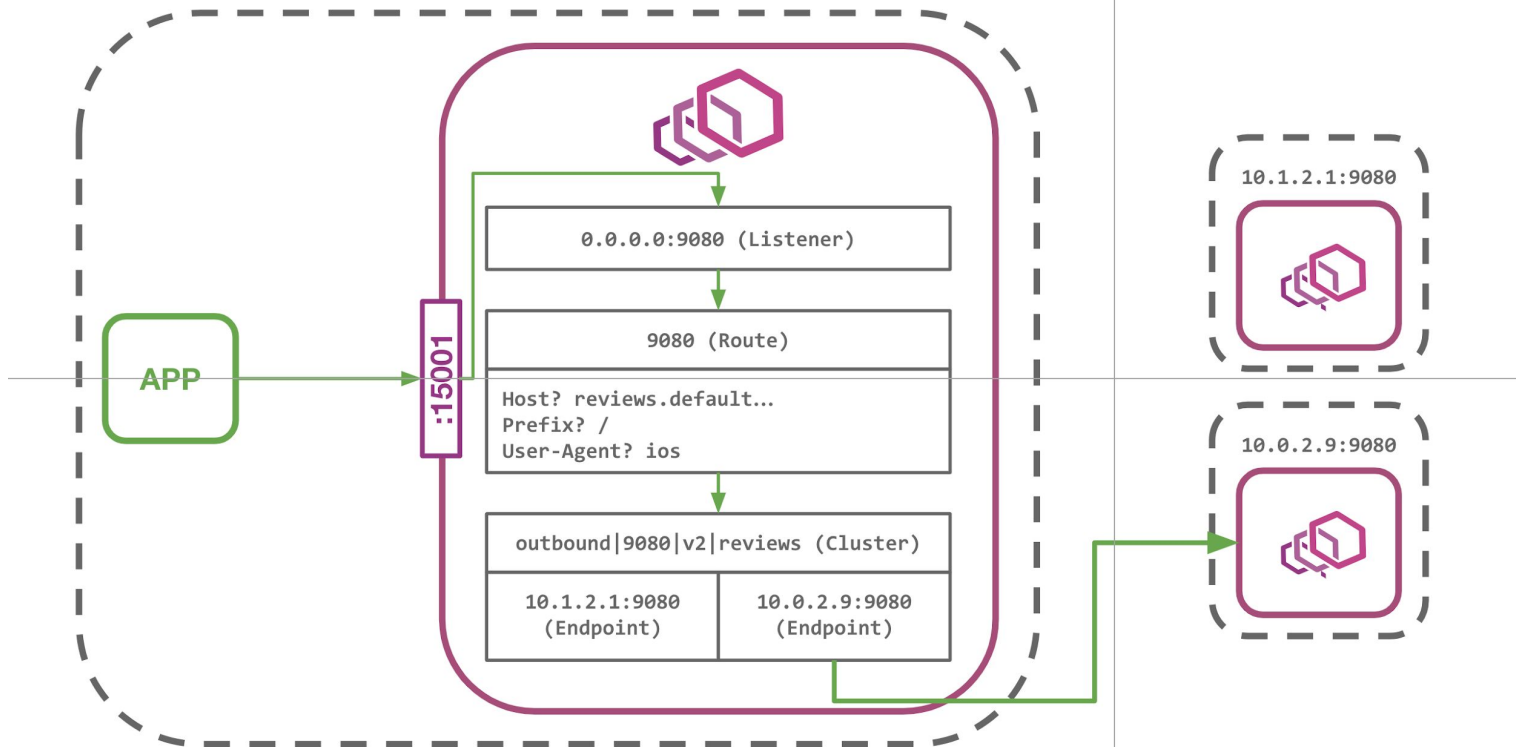 10.1.2.1:9080
0.0.0.0:9080 (Listener)
:15001
9080 (Route)
APP
Host? reviews.default…
Prefix? /
User-Agent? ios
10.0.2.9:9080
outbound|9080|v2|reviews (Cluster)
10.1.2.1:9080
(Endpoint)
10.0.2.9:9080
(Endpoint)